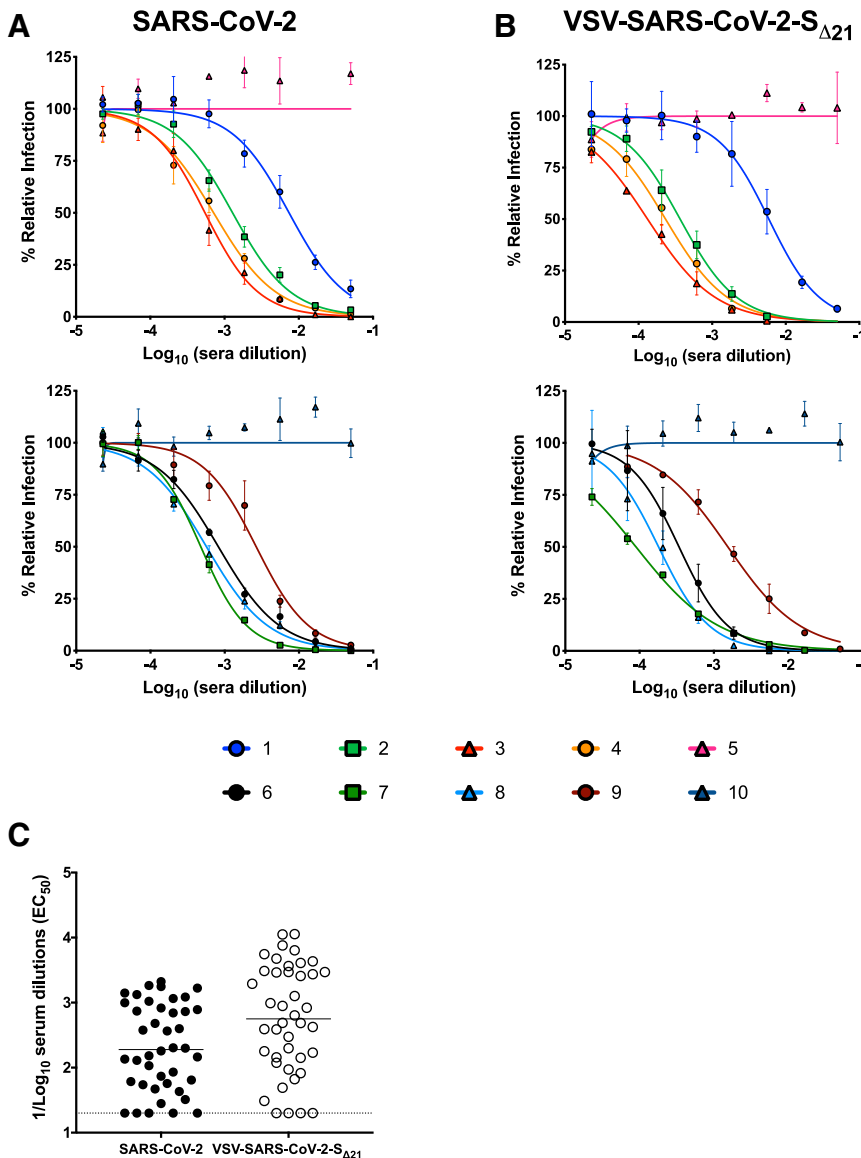 A
SARS-CoV-2
B
VSV-SARS-CoV-2-SΔ21
% Relative Infection
125
100
75
50
25
0
-5 -4 -3 -2 -1
Log10 (sera dilution)
% Relative Infection
125
100
75
50
25
0
-5 -4 -3 -2 -1
Log10 (sera dilution)
% Relative Infection
125
100
75
50
25
0
-5 -4 -3 -2 -1
Log10 (sera dilution)
% Relative Infection
125
100
75
50
25
0
-5 -4 -3 -2 -1
Log10 (sera dilution)
1 2 3 4 5
6 7 8 9 10
C
1/Log10 serum dilutions (EC50)
5
4
3
2
1
SARS-CoV-2 VSV-SARS-CoV-2-SΔ21